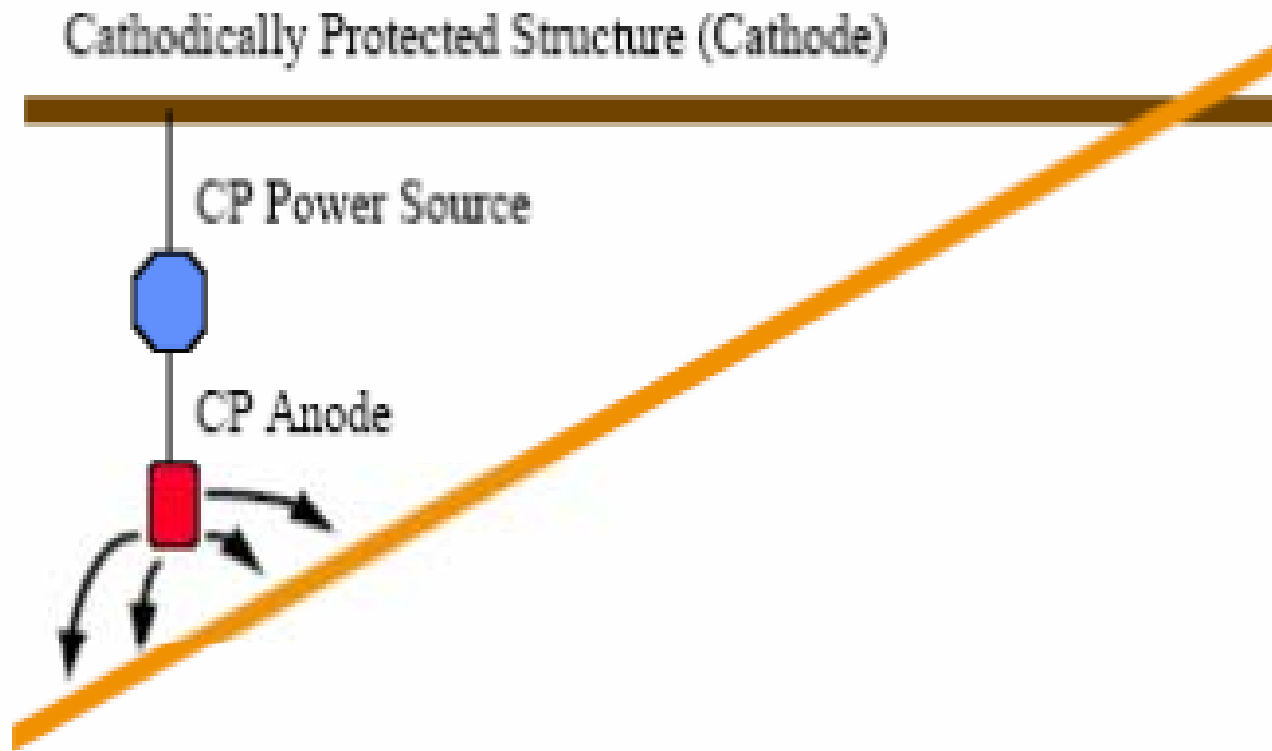 Cathodically Protected Structure (Cathode)
CP Power Source
CP Anode